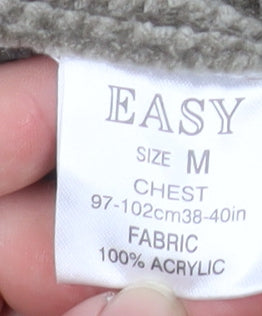 EASY
SIZE M
CHEST
97-102cm38-40in
FABRIC
100% ACRYLIC